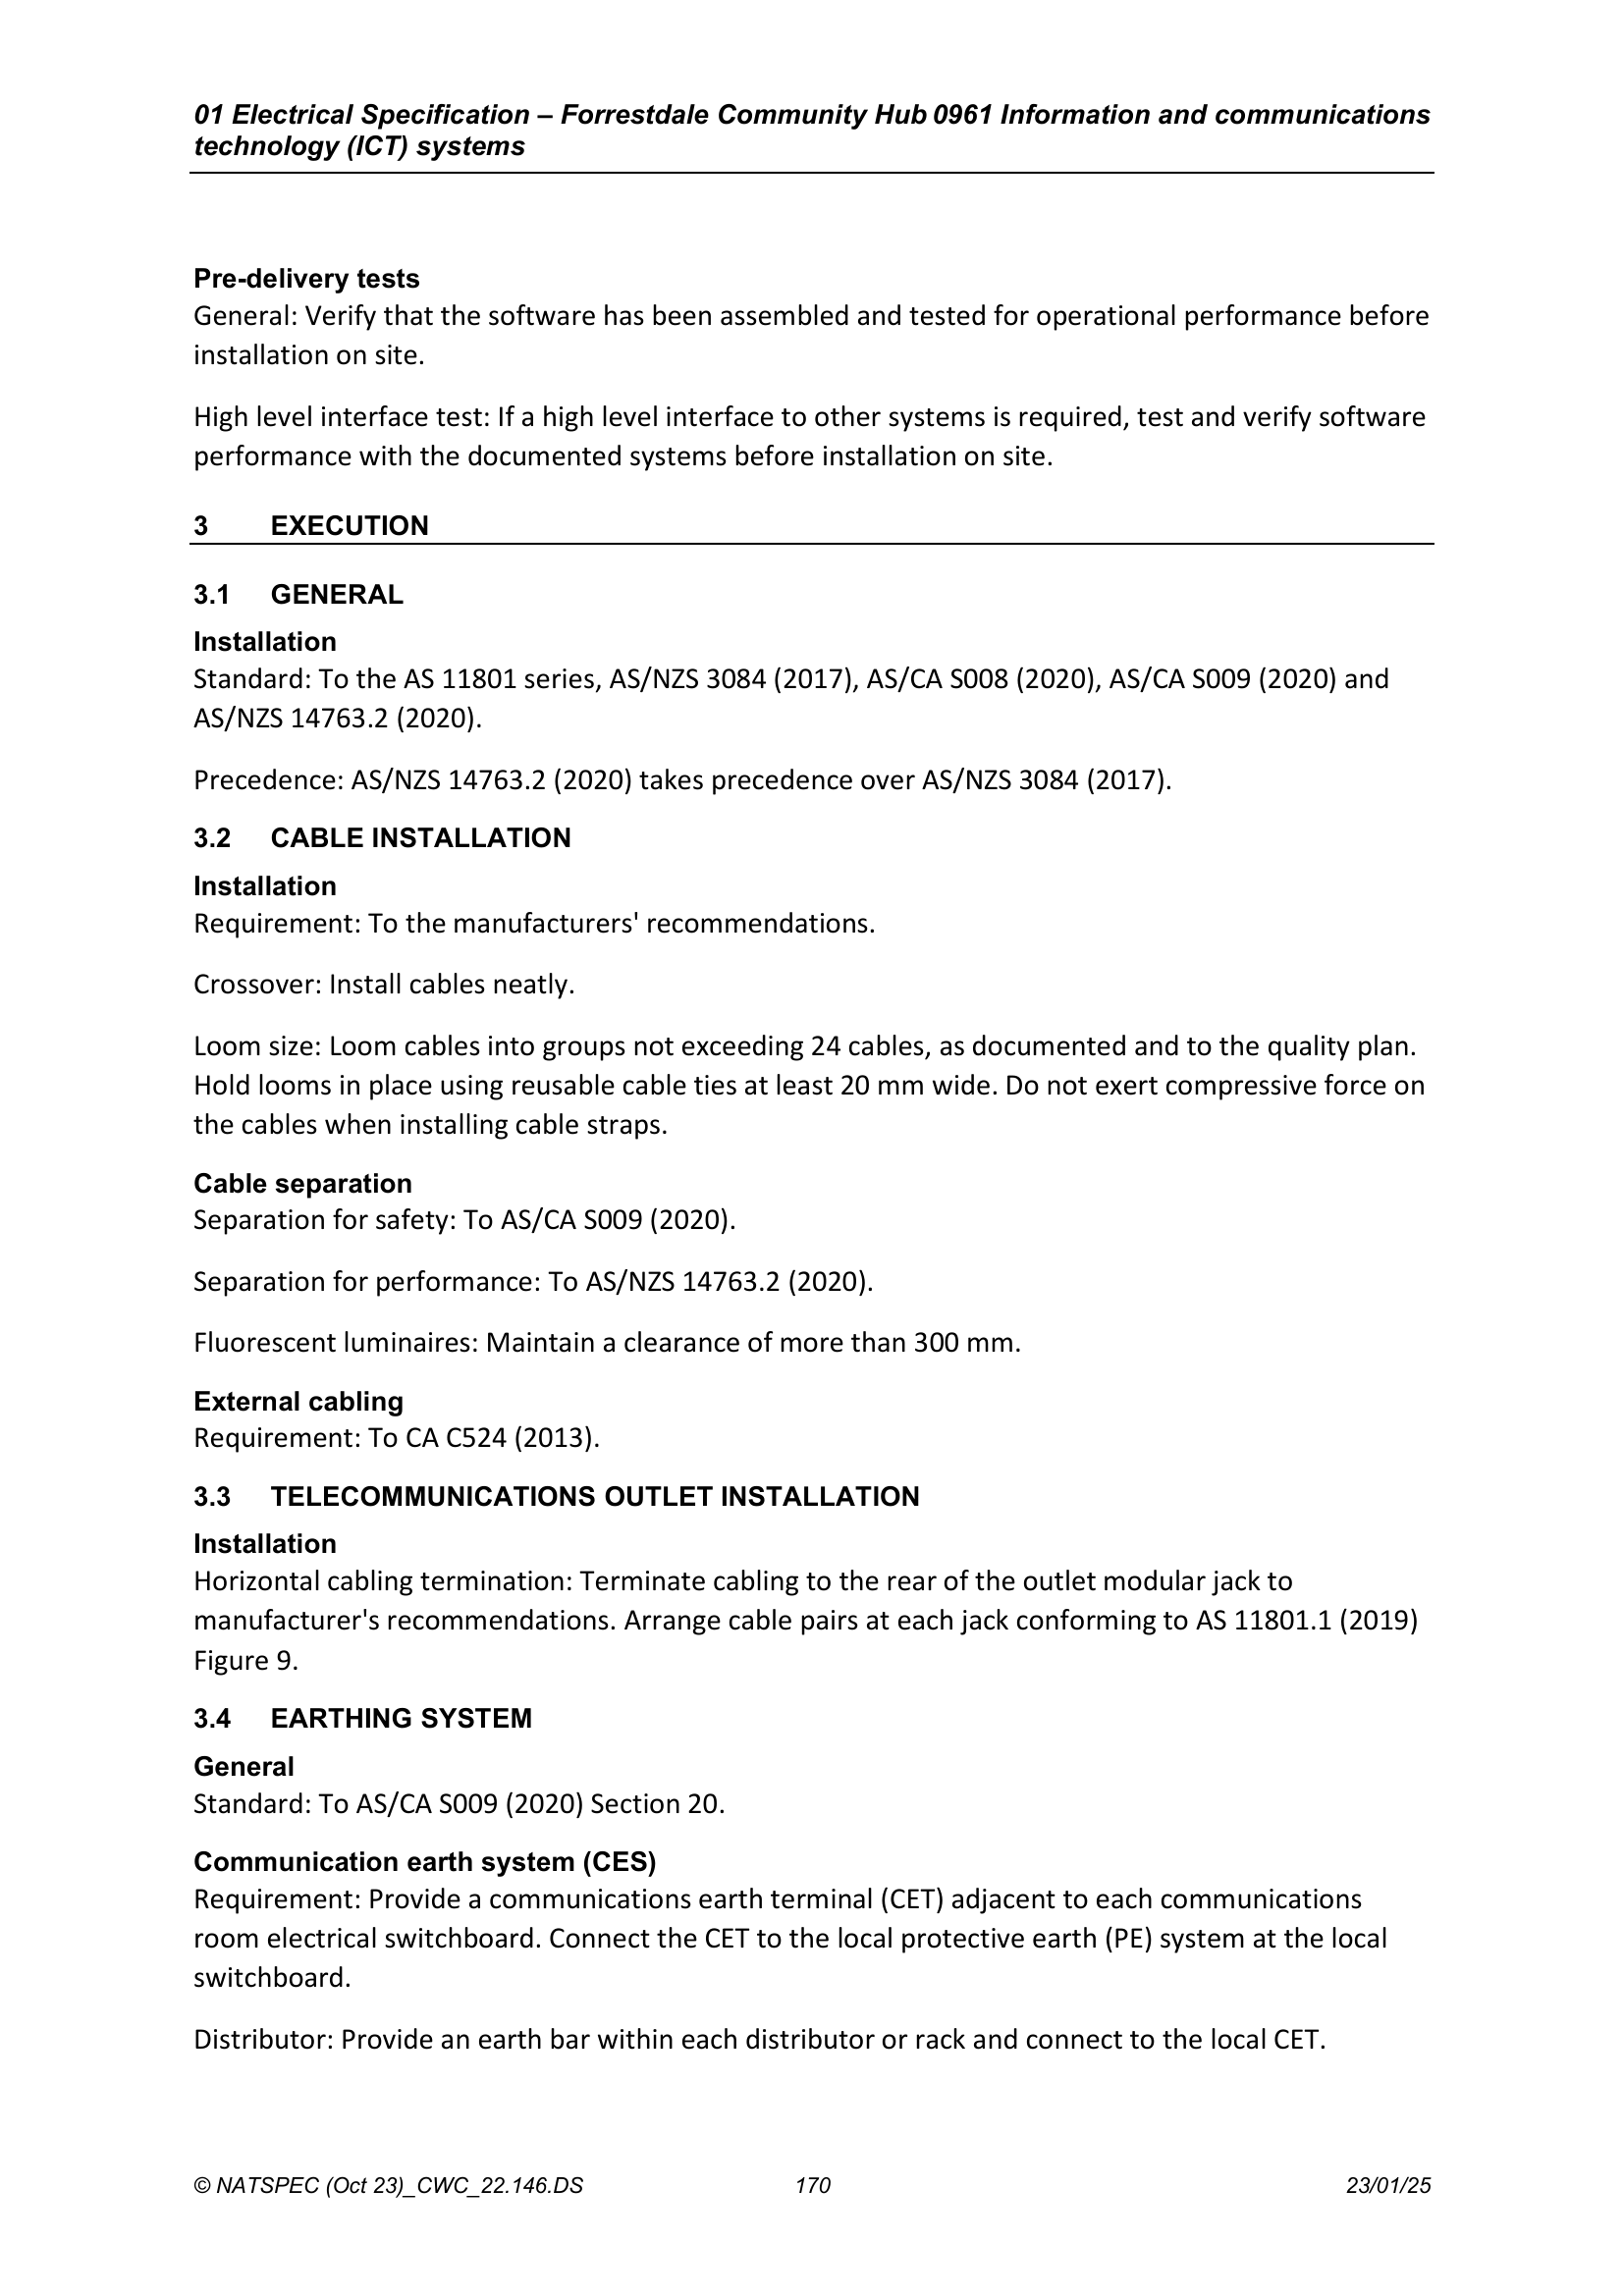 01 Electrical Specification – Forrestdale Community Hub 0961 Information and communications
technology (ICT) systems
Pre-delivery tests
General: Verify that the software has been assembled and tested for operational performance before
installation on site.
High level interface test: If a high level interface to other systems is required, test and verify software
performance with the documented systems before installation on site.
3 EXECUTION
3.1 GENERAL
Installation
Standard: To the AS 11801 series, AS/NZS 3084 (2017), AS/CA S008 (2020), AS/CA S009 (2020) and
AS/NZS 14763.2 (2020).
Precedence: AS/NZS 14763.2 (2020) takes precedence over AS/NZS 3084 (2017).
3.2 CABLE INSTALLATION
Installation
Requirement: To the manufacturers' recommendations.
Crossover: Install cables neatly.
Loom size: Loom cables into groups not exceeding 24 cables, as documented and to the quality plan.
Hold looms in place using reusable cable ties at least 20 mm wide. Do not exert compressive force on
the cables when installing cable straps.
Cable separation
Separation for safety: To AS/CA S009 (2020).
Separation for performance: To AS/NZS 14763.2 (2020).
Fluorescent luminaires: Maintain a clearance of more than 300 mm.
External cabling
Requirement: To CA C524 (2013).
3.3 TELECOMMUNICATIONS OUTLET INSTALLATION
Installation
Horizontal cabling termination: Terminate cabling to the rear of the outlet modular jack to
manufacturer's recommendations. Arrange cable pairs at each jack conforming to AS 11801.1 (2019)
Figure 9.
3.4 EARTHING SYSTEM
General
Standard: To AS/CA S009 (2020) Section 20.
Communication earth system (CES)
Requirement: Provide a communications earth terminal (CET) adjacent to each communications
room electrical switchboard. Connect the CET to the local protective earth (PE) system at the local
switchboard.
Distributor: Provide an earth bar within each distributor or rack and connect to the local CET.
© NATSPEC (Oct 23)_CWC_22.146.DS 170 23/01/25